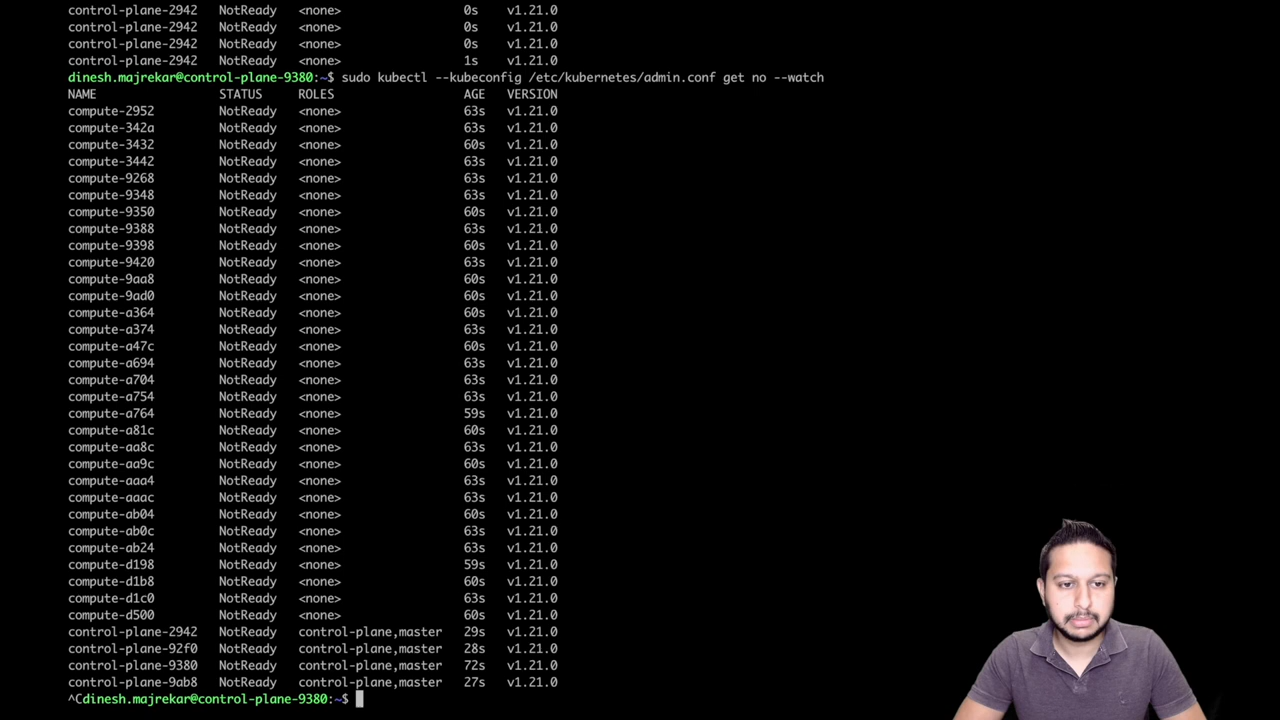 control-plane-2942 NotReady <none> 0s v1.21.0
control-plane-2942 NotReady <none> 0s v1.21.0
control-plane-2942 NotReady <none> 0s v1.21.0
control-plane-2942 NotReady <none> 1s v1.21.0
dinesh.majrekar@control-plane-9380:~$ sudo kubectl --kubeconfig /etc/kubernetes/admin.conf get no --watch
NAME STATUS ROLES AGE VERSION
compute-2952 NotReady <none> 63s v1.21.0
compute-342a NotReady <none> 63s v1.21.0
compute-3432 NotReady <none> 60s v1.21.0
compute-3442 NotReady <none> 63s v1.21.0
compute-9268 NotReady <none> 63s v1.21.0
compute-9348 NotReady <none> 63s v1.21.0
compute-9350 NotReady <none> 60s v1.21.0
compute-9388 NotReady <none> 63s v1.21.0
compute-9398 NotReady <none> 60s v1.21.0
compute-9420 NotReady <none> 63s v1.21.0
compute-9aa8 NotReady <none> 60s v1.21.0
compute-9ad0 NotReady <none> 60s v1.21.0
compute-a364 NotReady <none> 60s v1.21.0
compute-a374 NotReady <none> 63s v1.21.0
compute-a47c NotReady <none> 60s v1.21.0
compute-a694 NotReady <none> 63s v1.21.0
compute-a704 NotReady <none> 63s v1.21.0
compute-a754 NotReady <none> 63s v1.21.0
compute-a764 NotReady <none> 59s v1.21.0
compute-a81c NotReady <none> 60s v1.21.0
compute-aa8c NotReady <none> 63s v1.21.0
compute-aa9c NotReady <none> 60s v1.21.0
compute-aaa4 NotReady <none> 63s v1.21.0
compute-aaac NotReady <none> 63s v1.21.0
compute-ab04 NotReady <none> 60s v1.21.0
compute-ab0c NotReady <none> 63s v1.21.0
compute-ab24 NotReady <none> 63s v1.21.0
compute-d198 NotReady <none> 59s v1.21.0
compute-d1b8 NotReady <none> 60s v1.21.0
compute-d1c0 NotReady <none> 63s v1.21.0
compute-d500 NotReady <none> 60s v1.21.0
control-plane-2942 NotReady control-plane,master 29s v1.21.0
control-plane-92f0 NotReady control-plane,master 28s v1.21.0
control-plane-9380 NotReady control-plane,master 72s v1.21.0
control-plane-9ab8 NotReady control-plane,master 27s v1.21.0
^Cdinesh.majrekar@control-plane-9380:~$